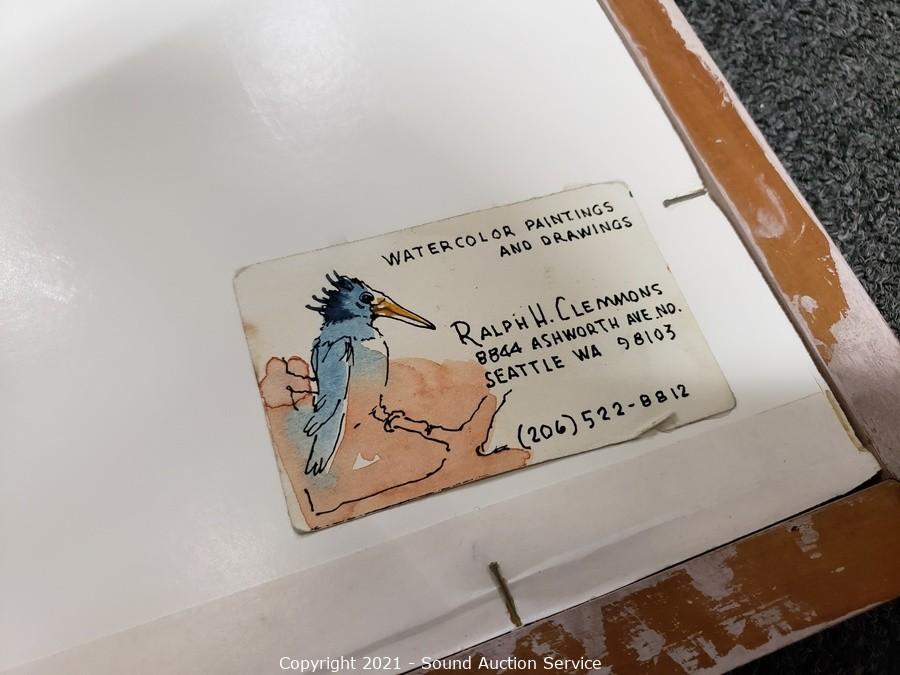 WATERCOLOR PAINTINGS
AND DRAWINGS
RALPH H. CLEMMONS
8844 ASHWORTH AVE. NO.
SEATTLE WA 98103
(206) 522-8812
Copyright 2021 - Sound Auction Service